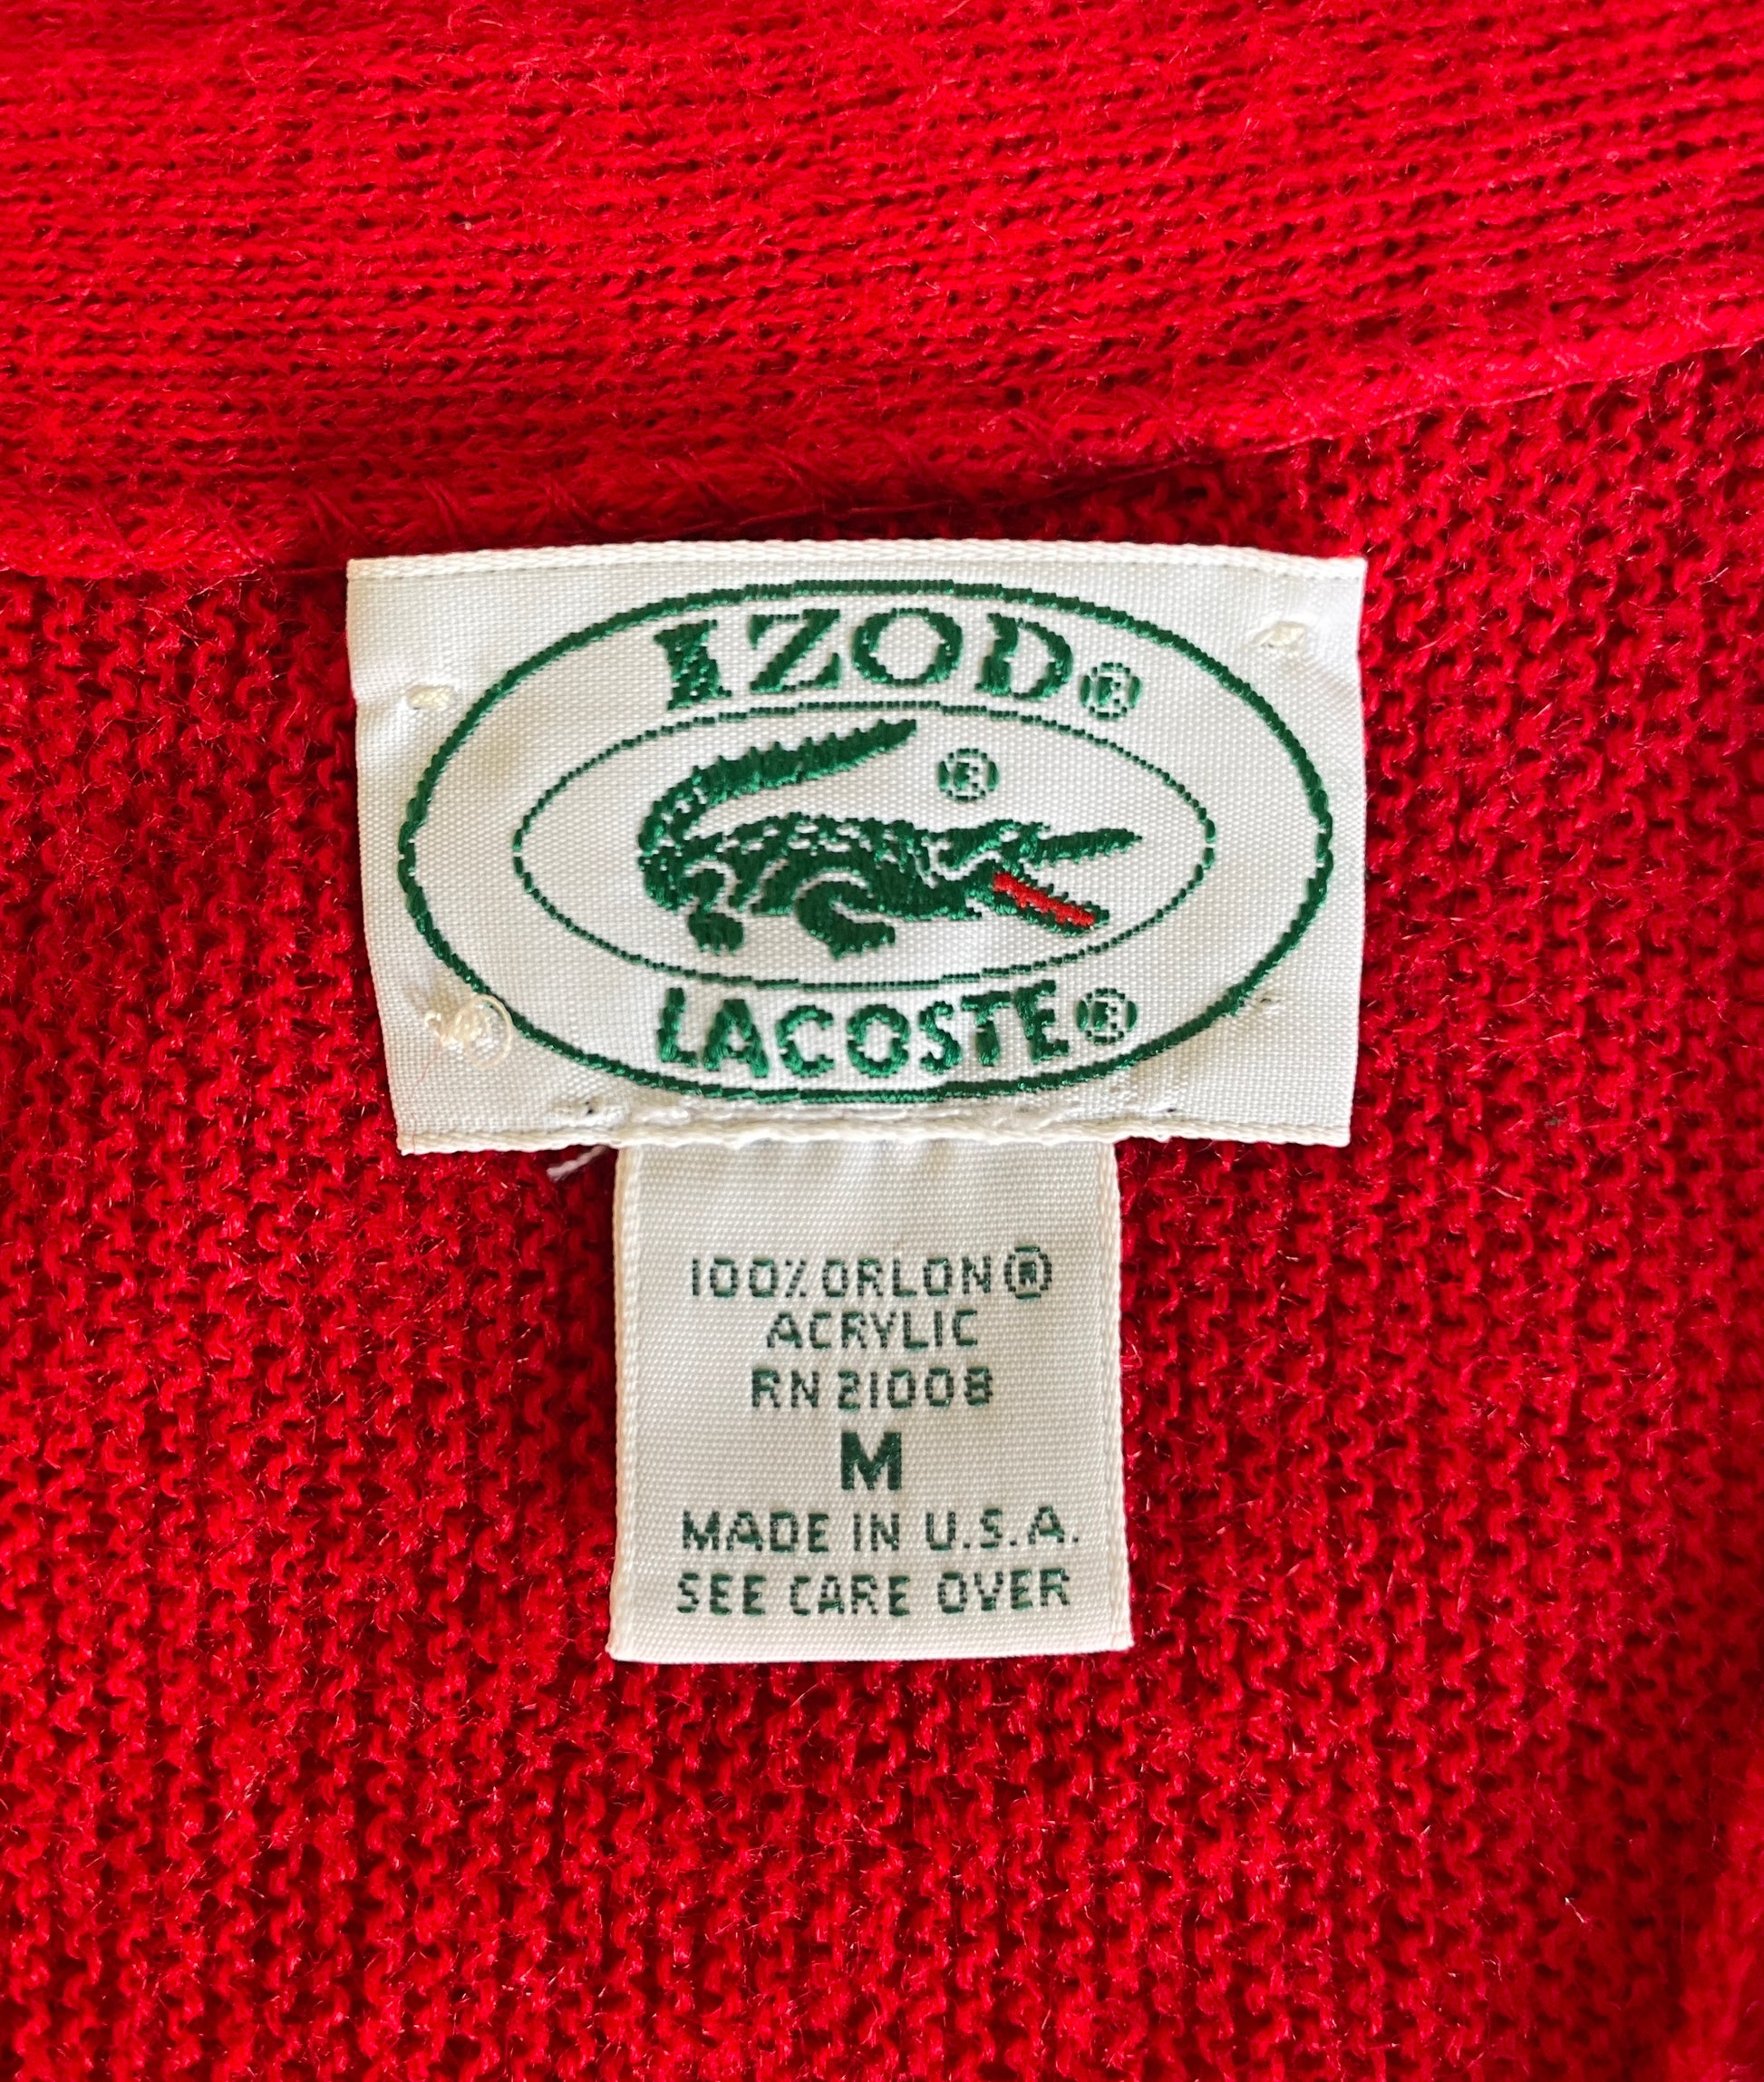 IZOD®
®
LACOSTE®
100% ORLON®
ACRYLIC
RN 21008
M
MADE IN U.S.A.
SEE CARE OVER